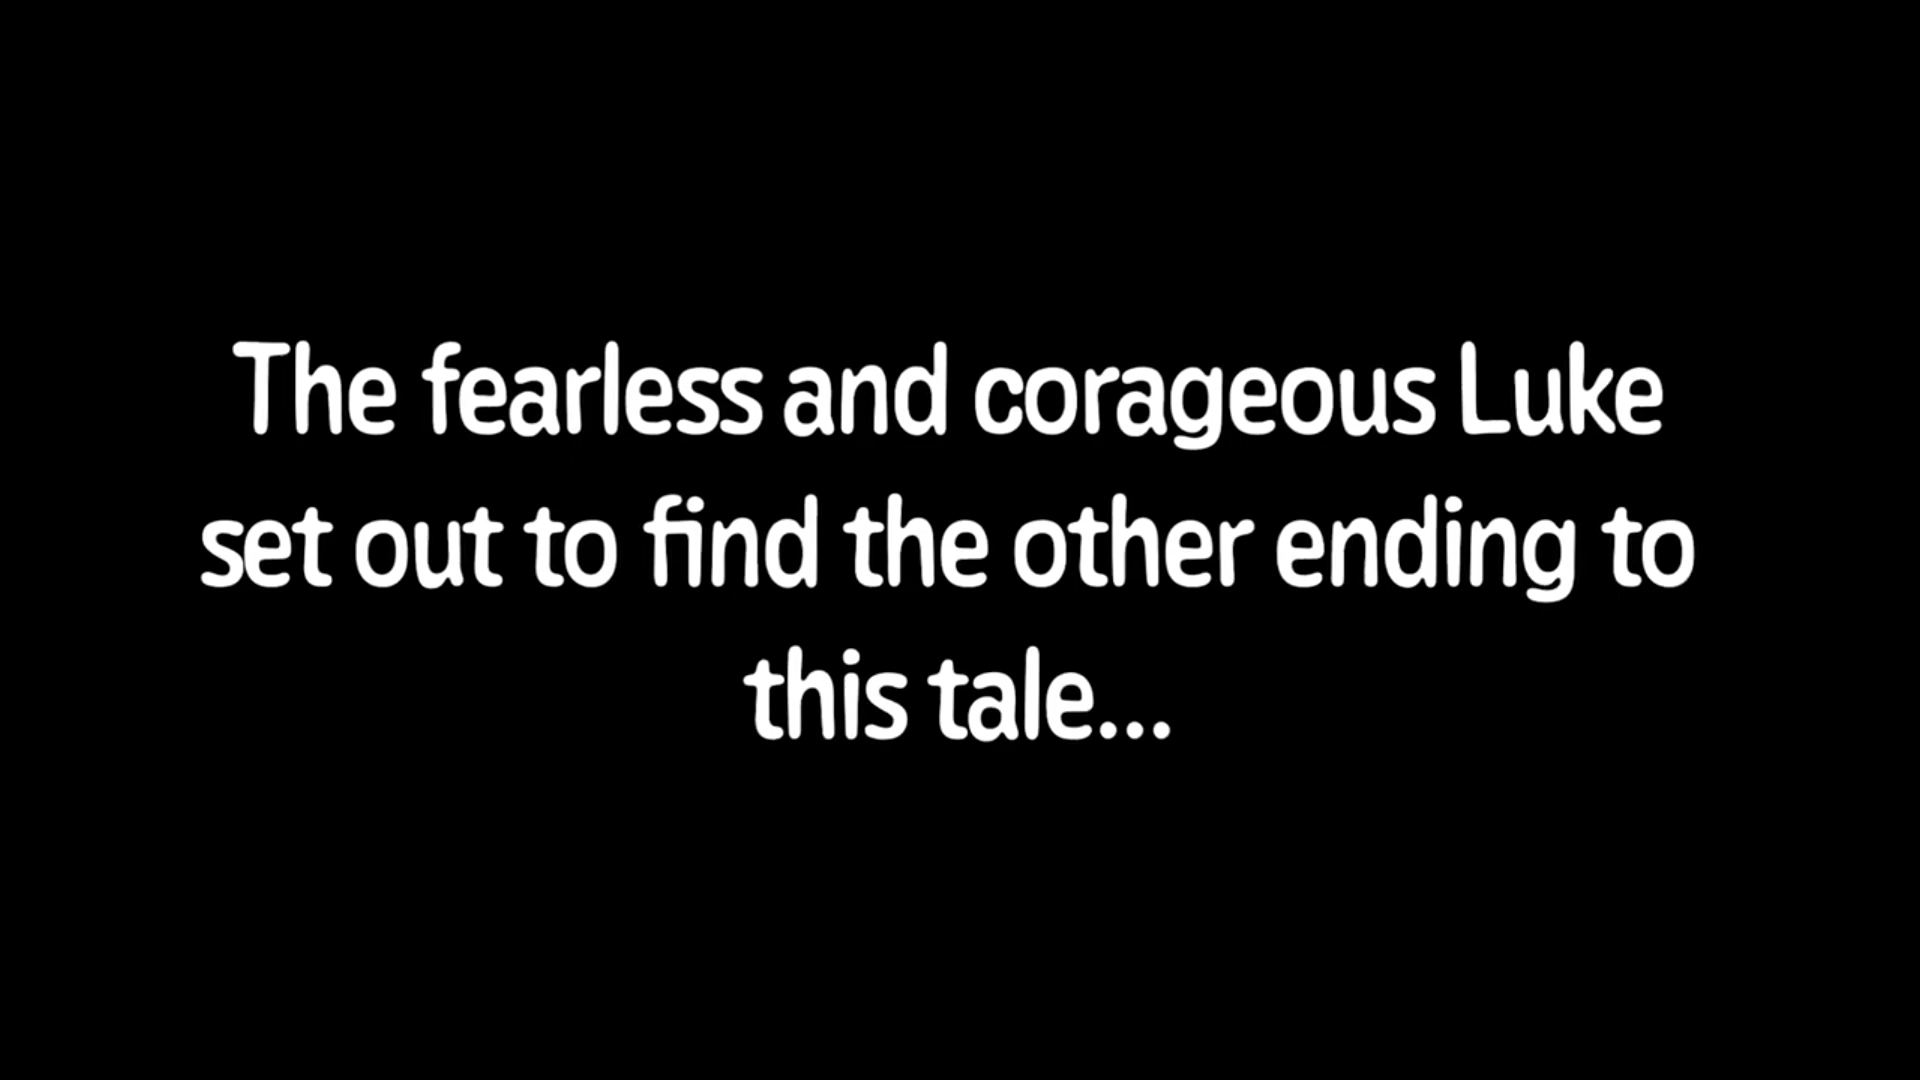 The fearless and corageous Luke
set out to find the other ending to
this tale...